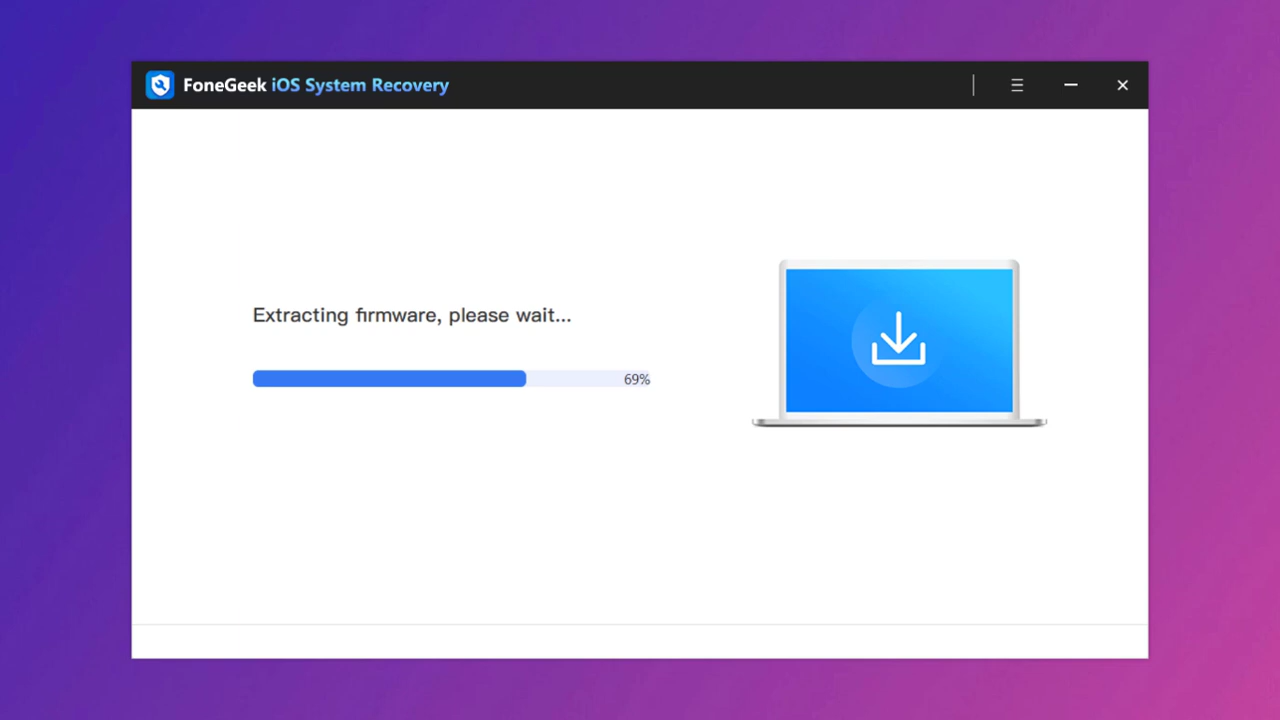 FoneGeek iOS System Recovery
Extracting firmware, please wait...
69%